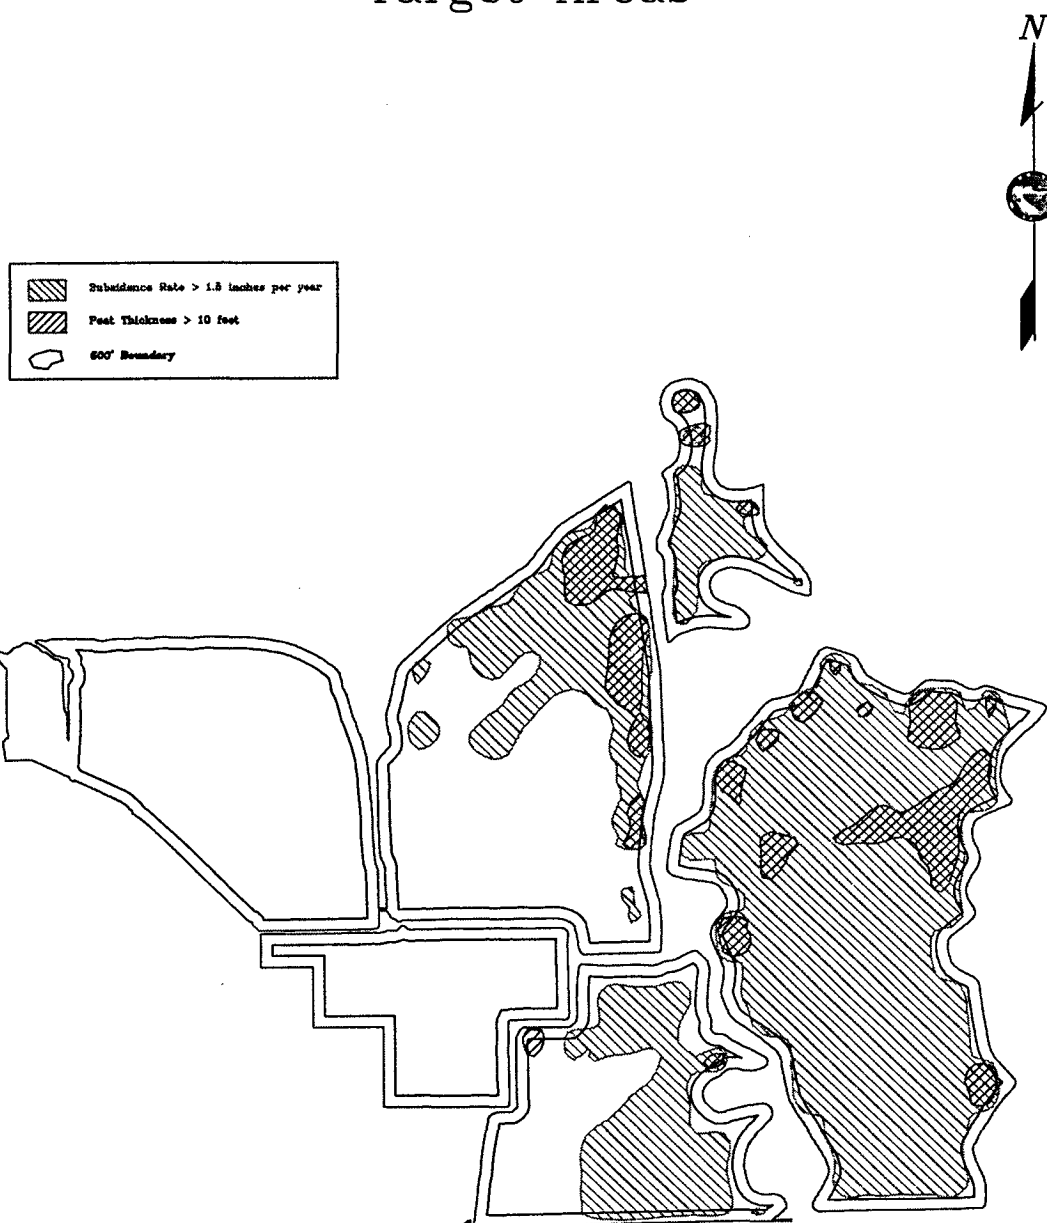 Target Areas
N
Subsidence Rate > 1.5 inches per year
Peat Thickness > 10 feet
600' Boundary